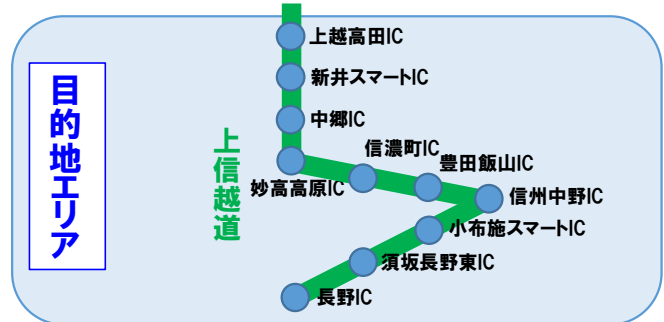 上越高田IC
新井スマートIC
中郷IC
信濃町IC
豊田飯山IC
妙高高原IC
信州中野IC
小布施スマートIC
須坂長野東IC
長野IC
目的地エリア
上信越道